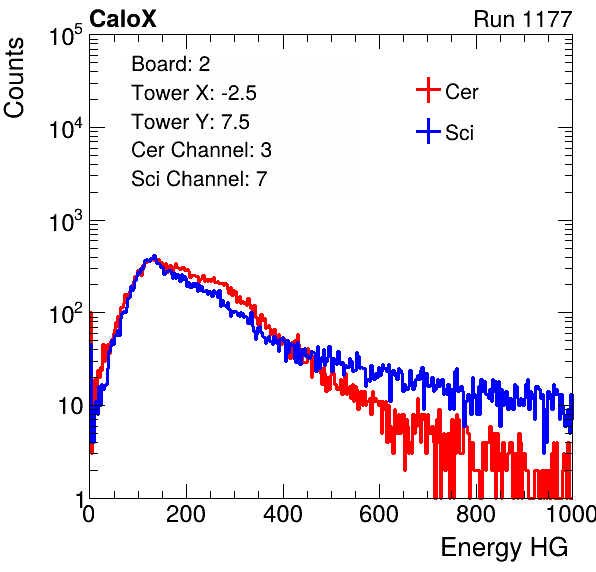 CaloX Run 1177
Counts
10^5
10^4
10^3
10^2
10
1
Board: 2
Tower X: -2.5
Tower Y: 7.5
Cer Channel: 3
Sci Channel: 7
Cer
Sci
0 200 400 600 800 1000
Energy HG